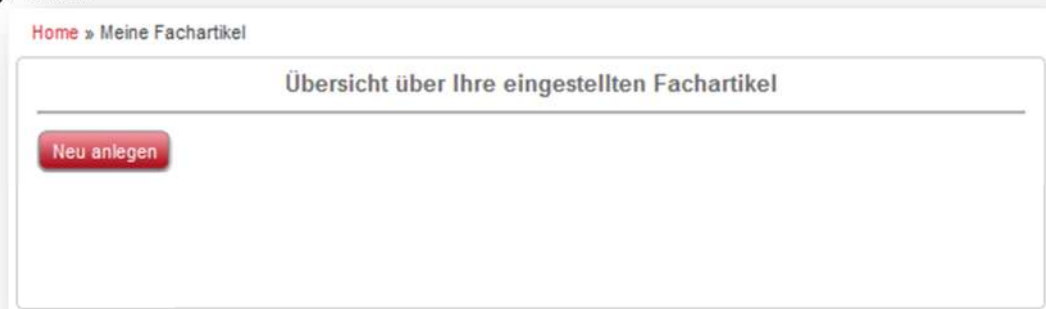 Home » Meine Fachartikel
Übersicht über Ihre eingestellten Fachartikel
Neu anlegen